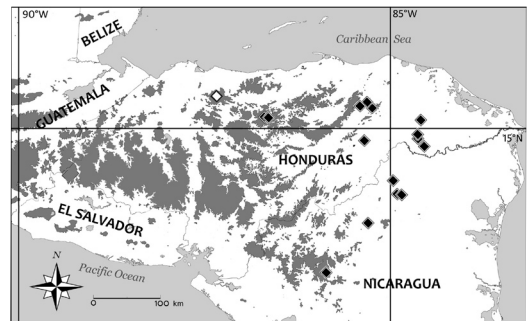 90°W
85°W
BELIZE
Caribbean Sea
GUATEMALA
15°N
HONDURAS
EL SALVADOR
N
Pacific Ocean
NICARAGUA
0 100 km